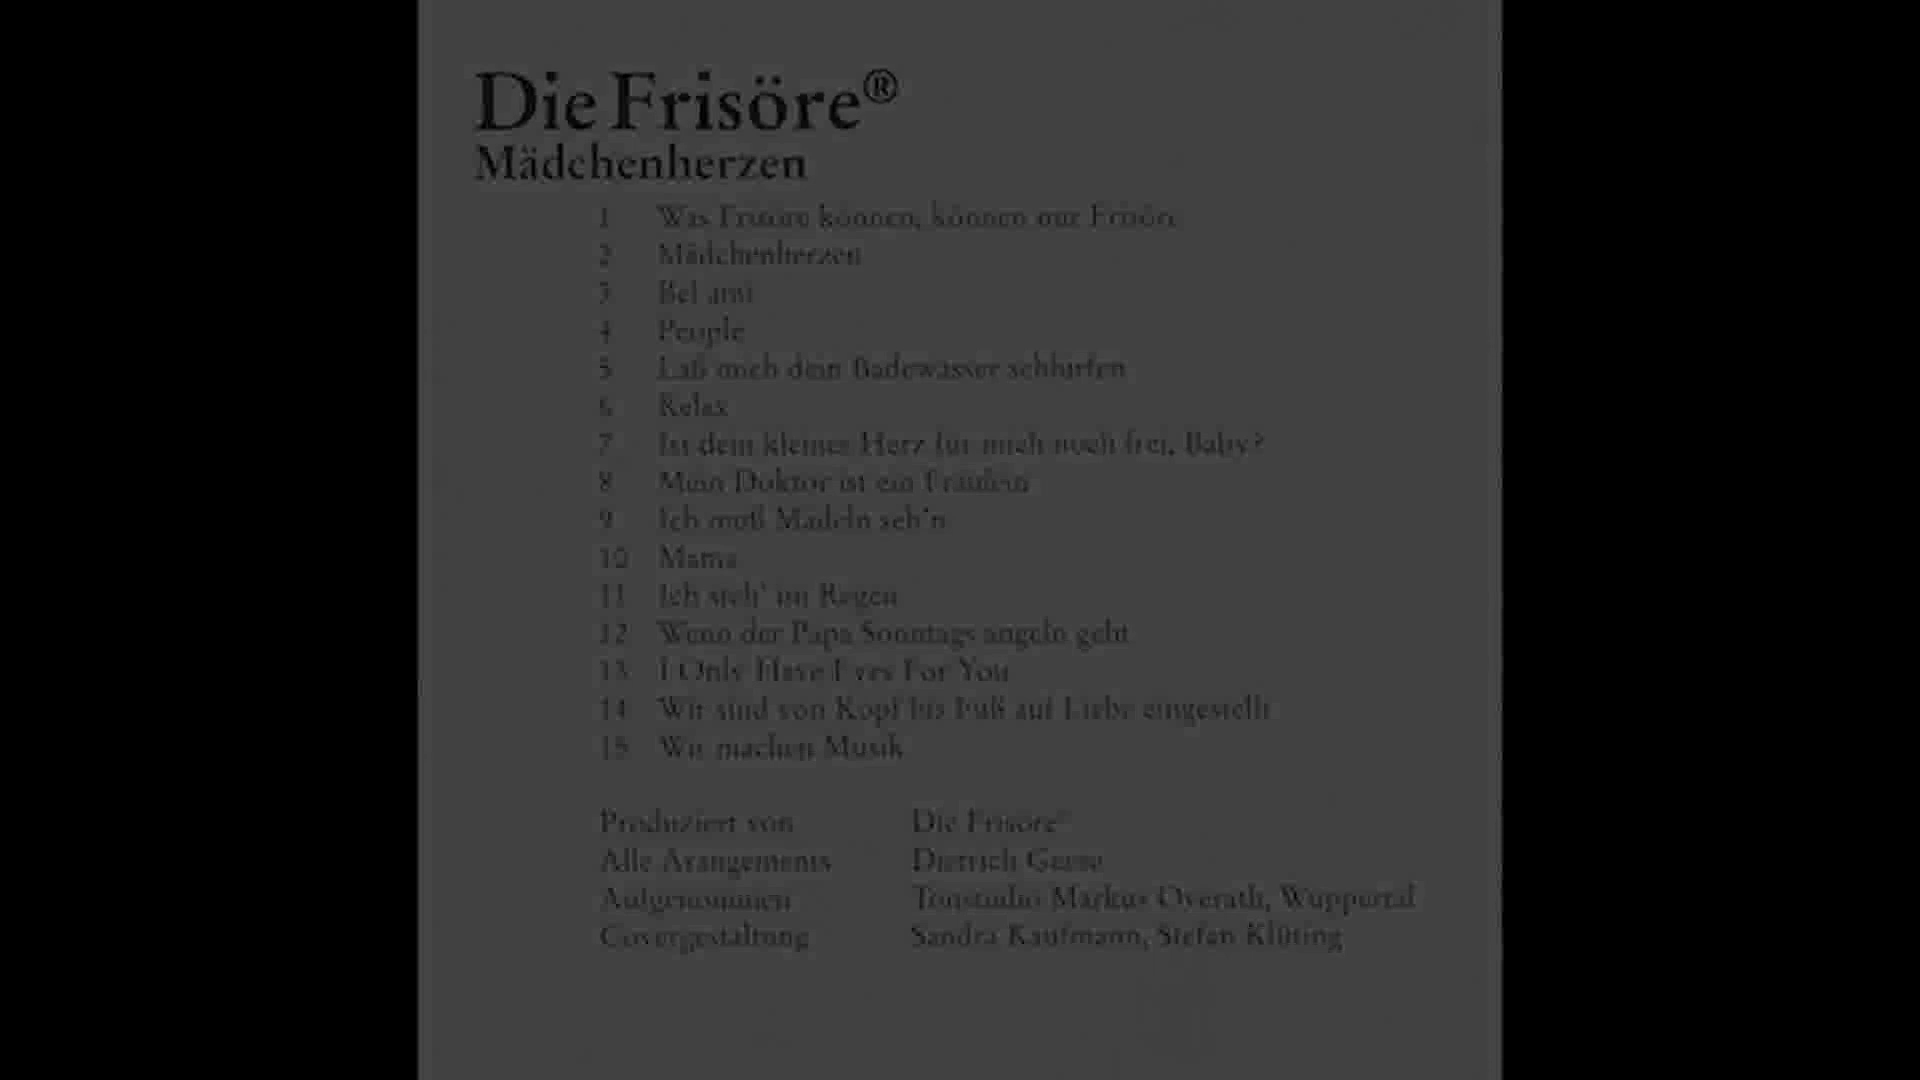 Die Frisöre®
Mädchenherzen
1 Was Frisöre können, können nur Frisöre
2 Mädchenherzen
3 Bel ami
4 People
5 Laß mich dein Badewasser schlürfen
6 Relax
7 Ist dein kleines Herz für mich noch frei, Baby?
8 Mein Doktor ist ein Fräulein
9 Ich muß Mädeln seh'n
10 Mama
11 Ich steh' im Regen
12 Wenn der Papa Sonntags angeln geht
13 I Only Have Eyes For You
14 Wir sind von Kopf bis Fuß auf Liebe eingestellt
15 Wir machen Musik
Produziert von Die Frisöre®
Alle Arangements Dietrich
Aufgenommen Tonstudio Markus Overath, Wuppertal
Covergestaltung Sandra Kaufmann, Stefan Klüting